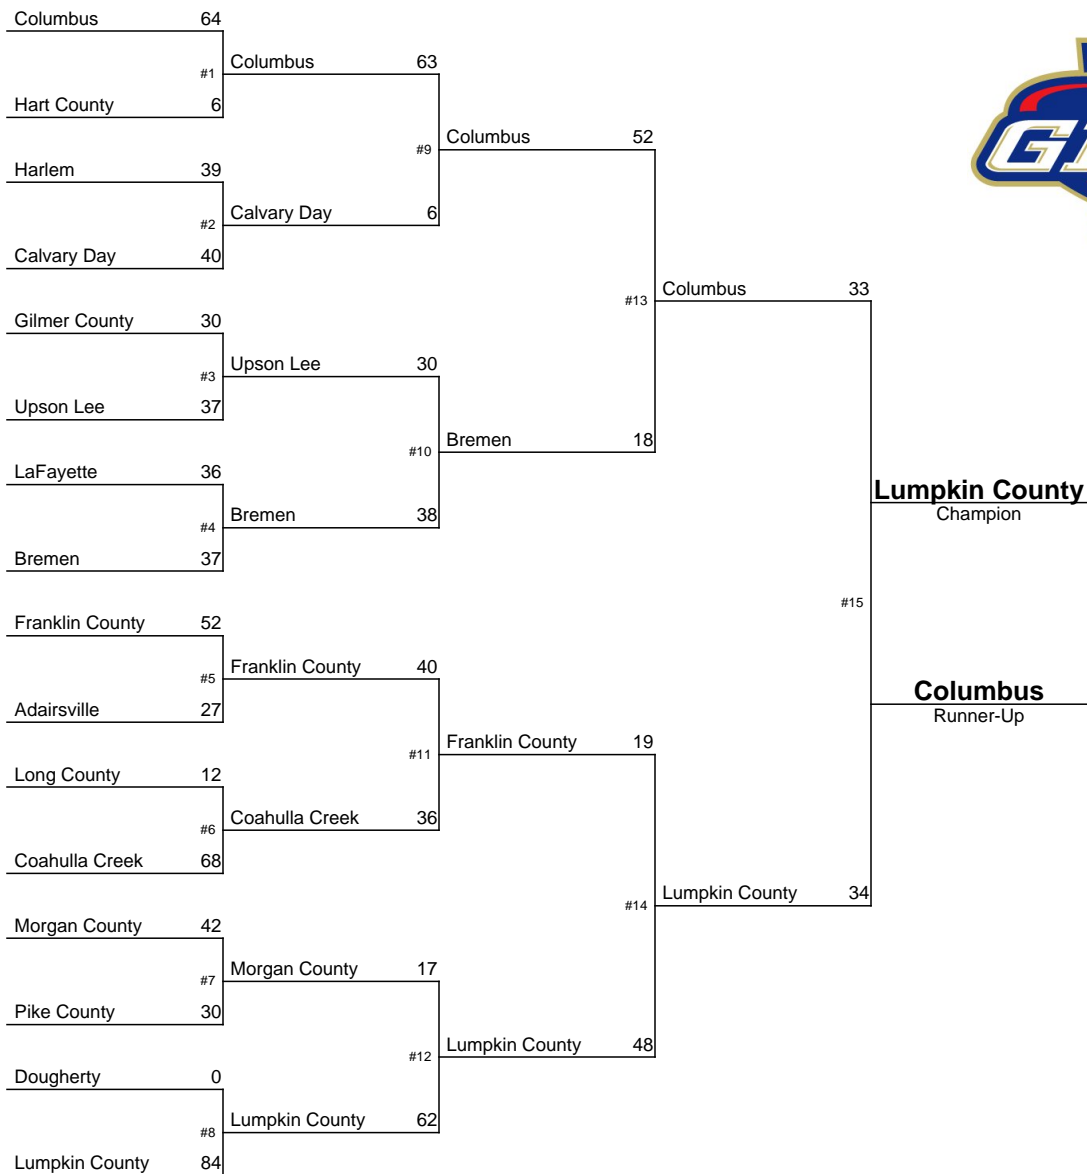 Columbus 64
#1
Hart County 6
Columbus 63
#9
Harlem 39
#2
Calvary Day 40
Calvary Day 6
Columbus 52
#13
Gilmer County 30
#3
Upson Lee 37
Upson Lee 30
#10
LaFayette 36
#4
Bremen 37
Bremen 38
Bremen 18
Columbus 33
#15
Franklin County 52
#5
Adairsville 27
Franklin County 40
#11
Long County 12
#6
Coahulla Creek 68
Coahulla Creek 36
Franklin County 19
#14
Morgan County 42
#7
Pike County 30
Morgan County 17
#12
Dougherty 0
#8
Lumpkin County 84
Lumpkin County 62
Lumpkin County 48
Lumpkin County 34
Lumpkin County
Champion
Columbus
Runner-Up